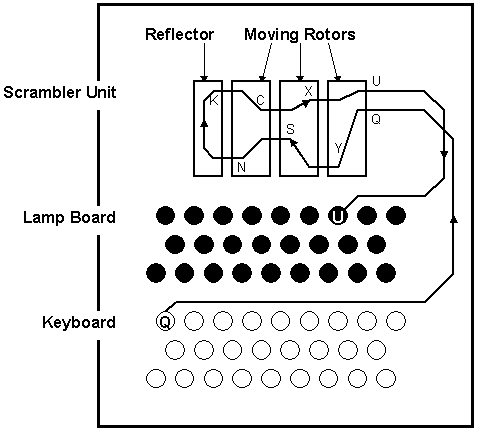 Reflector Moving Rotors
Scrambler Unit
K C X U
S Q
N Y
Lamp Board
U
Keyboard
Q